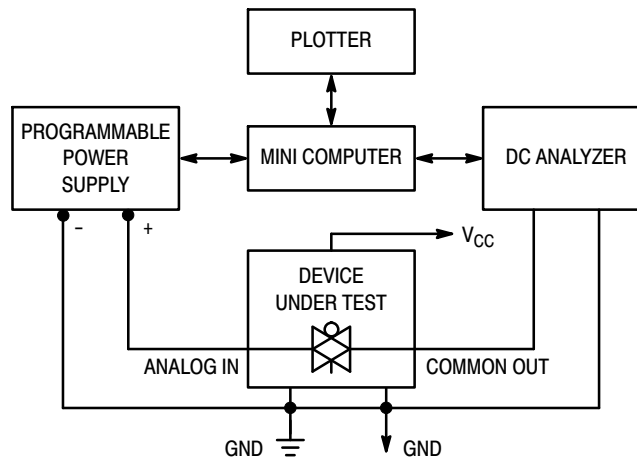 PLOTTER
PROGRAMMABLE
POWER
SUPPLY
MINI COMPUTER
DC ANALYZER
– +
VCC
DEVICE
UNDER TEST
ANALOG IN
COMMON OUT
GND
GND